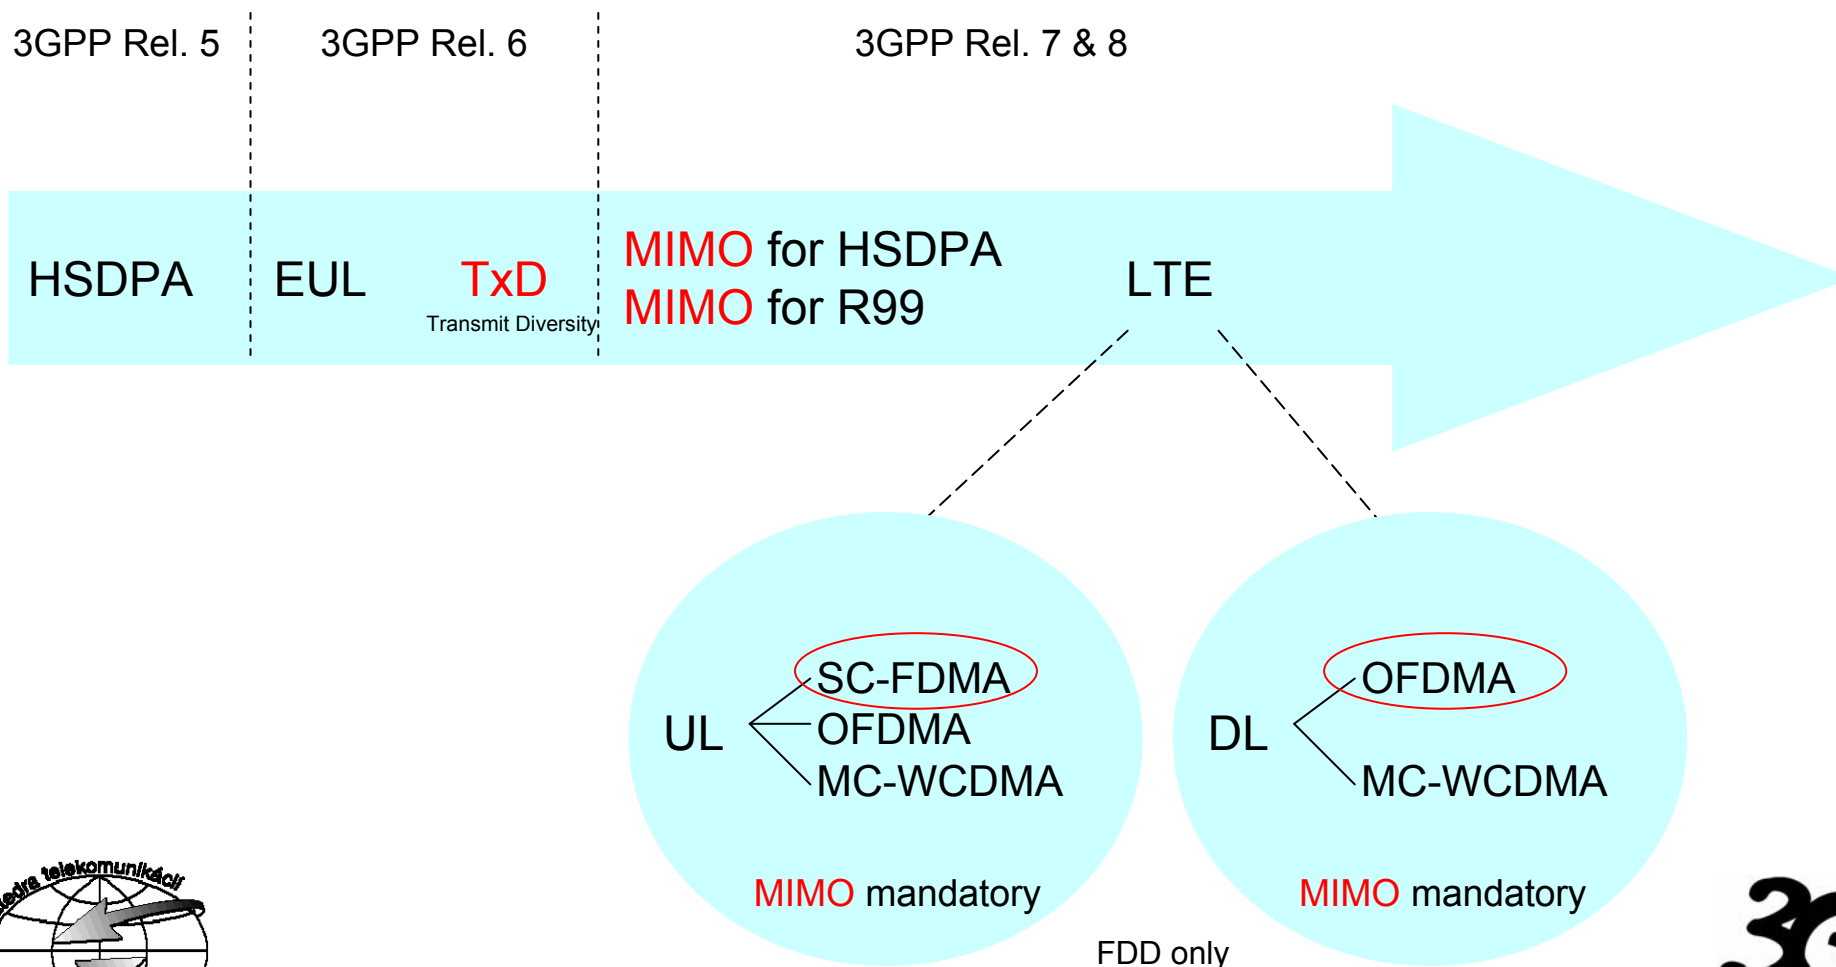 3GPP Rel. 5
3GPP Rel. 6
3GPP Rel. 7 & 8
HSDPA
EUL
TxD
Transmit Diversity
MIMO for HSDPA
MIMO for R99
LTE
UL
SC-FDMA
OFDMA
MC-WCDMA
MIMO mandatory
DL
OFDMA
MC-WCDMA
MIMO mandatory
FDD only
telekomunikácií
3G